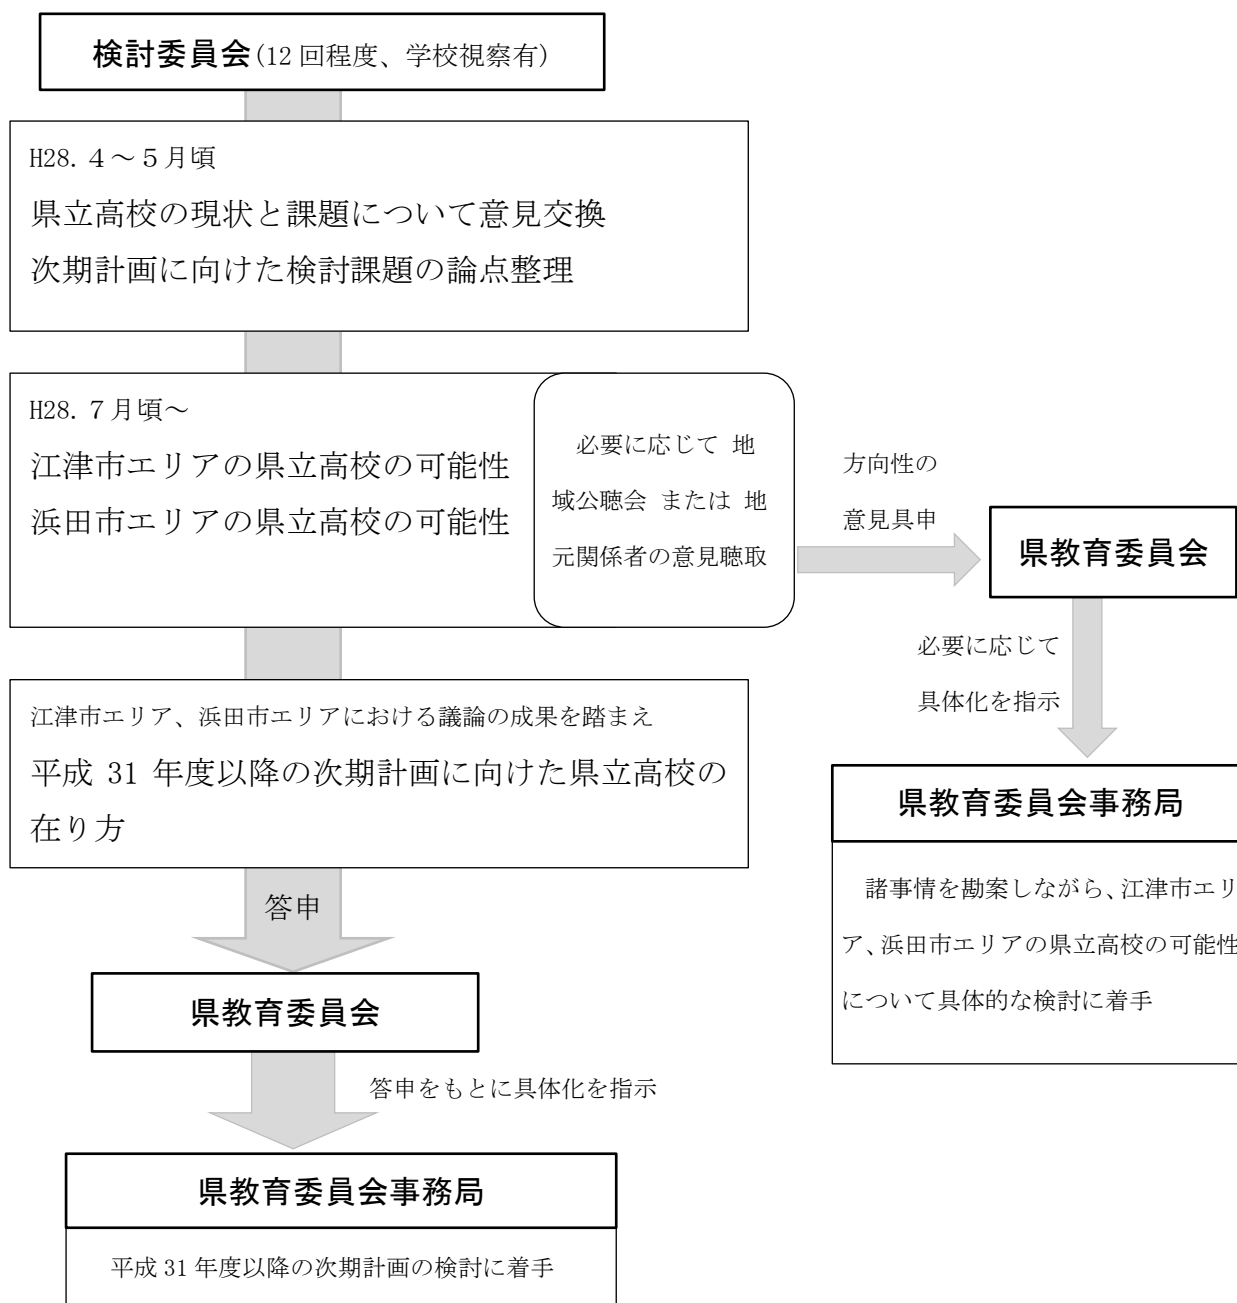 検討委員会(12回程度、学校視察有)
H28.４～５月頃
県立高校の現状と課題について意見交換
次期計画に向けた検討課題の論点整理
H28.７月頃～
江津市エリアの県立高校の可能性
浜田市エリアの県立高校の可能性
必要に応じて 地
域公聴会 または 地
元関係者の意見聴取
方向性の
意見具申
県教育委員会
必要に応じて
具体化を指示
県教育委員会事務局
諸事情を勘案しながら、江津市エリ
ア、浜田市エリアの県立高校の可能性
について具体的な検討に着手
江津市エリア、浜田市エリアにおける議論の成果を踏まえ
平成 31 年度以降の次期計画に向けた県立高校の
在り方
答申
県教育委員会
答申をもとに具体化を指示
県教育委員会事務局
平成 31 年度以降の次期計画の検討に着手